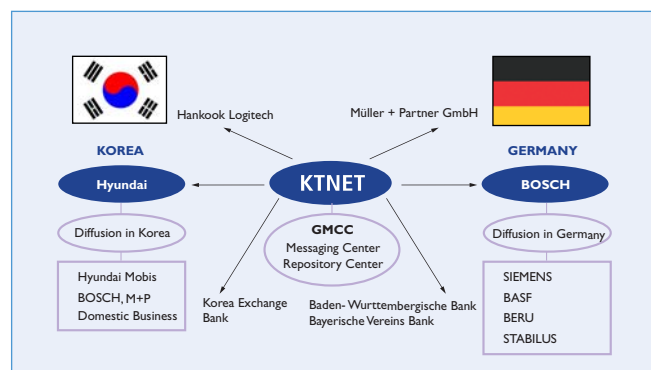 Hankook Logitech
Müller + Partner GmbH
KOREA
GERMANY
Hyundai
KTNET
BOSCH
Diffusion in Korea
GMCC
Messaging Center
Repository Center
Diffusion in Germany
Hyundai Mobis
BOSCH, M+P
Domestic Business
Korea Exchange
Bank
Baden-Wurttembergische Bank
Bayerische Vereins Bank
SIEMENS
BASF
BERU
STABILUS